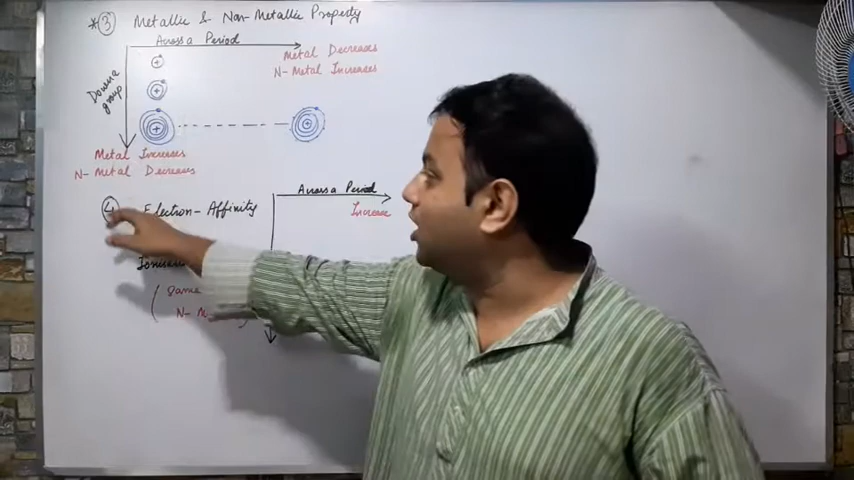 *③ Metallic & Non-Metallic Property
Across a Period
Metal Decreases
N-Metal Increases
Down a group
Metal Increases
N-Metal Decreases
④ Electron-Affinity
Across a Period
Increase
(Same